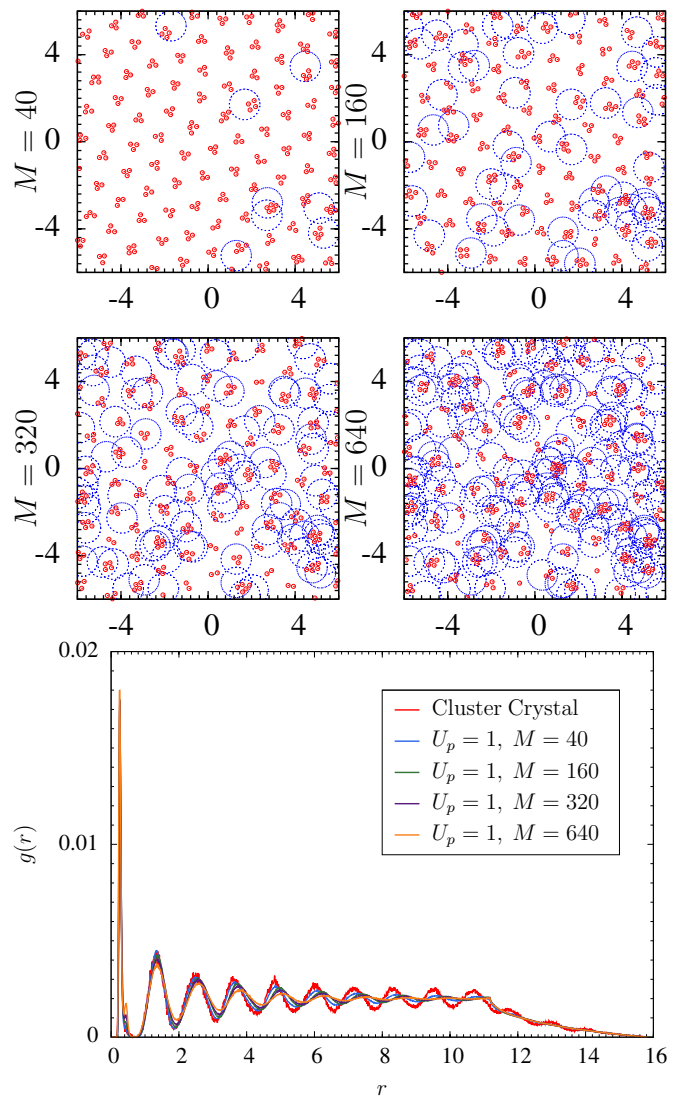 M = 40
4
0
-4
-4
0
4
M = 160
4
0
-4
-4
0
4
M = 320
4
0
-4
-4
0
4
M = 640
4
0
-4
-4
0
4
g(r)
0.02
0.01
0
Cluster Crystal
U_p = 1, M = 40
U_p = 1, M = 160
U_p = 1, M = 320
U_p = 1, M = 640
0 2 4 6 8 10 12 14 16
r